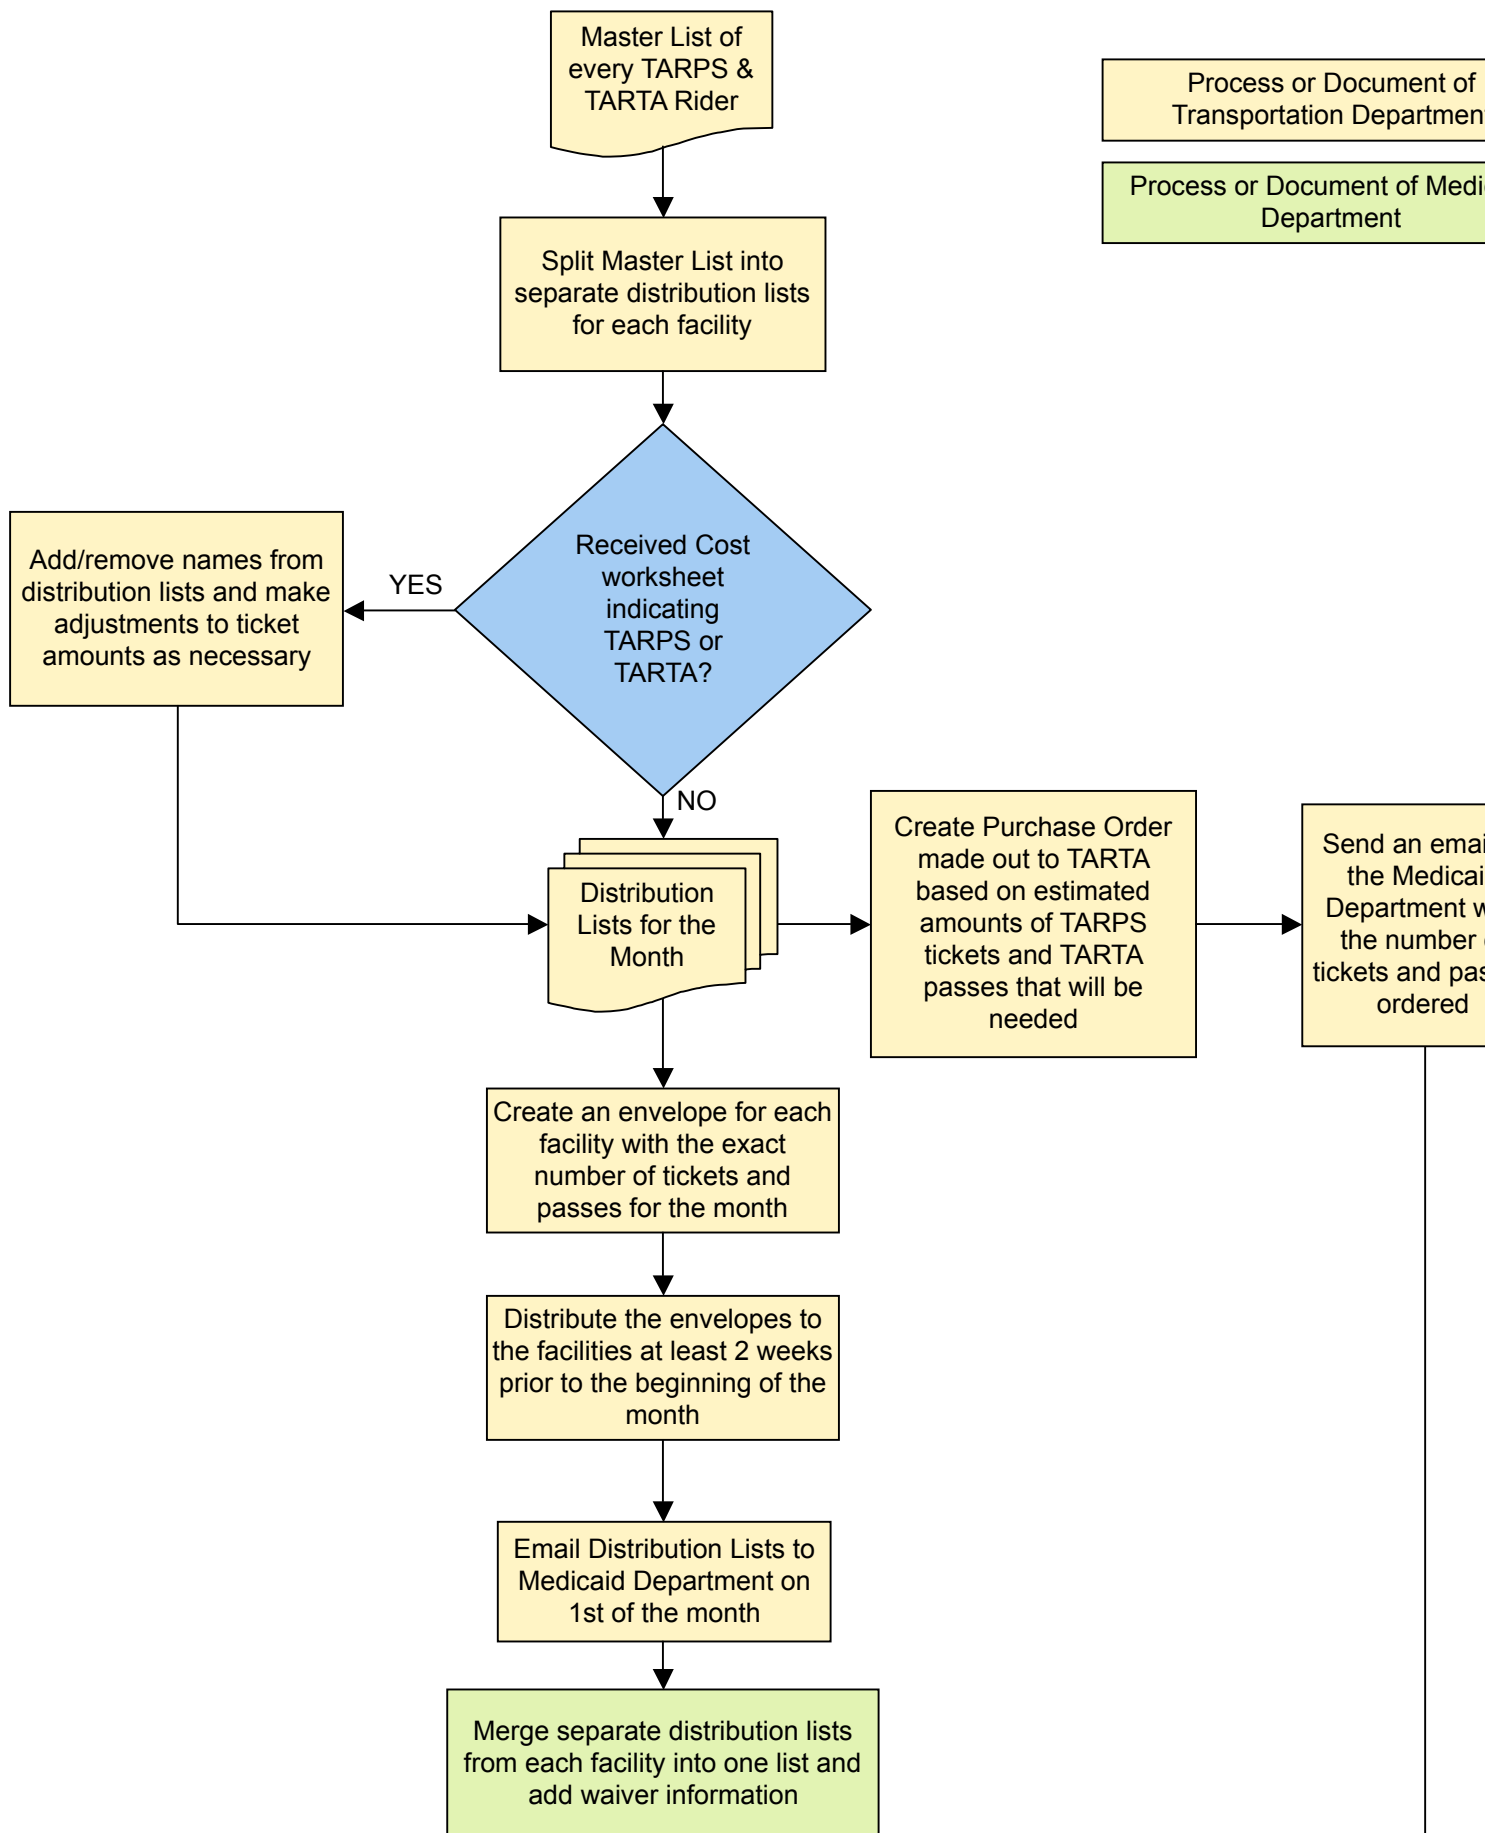 Master List of
every TARPS &
TARTA Rider
Process or Document of
Transportation
Process or Document of
Department
Split Master List into
separate distribution lists
for each facility
Received Cost
worksheet
indicating
TARPS or
TARTA?
YES
Add/remove names from
distribution lists and make
adjustments to ticket
amounts as necessary
NO
Distribution
Lists for the
Month
Create Purchase Order
made out to TARTA
based on estimated
amounts of TARPS
tickets and TARTA
passes that will be
needed
Send an
the
Department
the number
tickets and
ordered
Create an envelope for each
facility with the exact
number of tickets and
passes for the month
Distribute the envelopes to
the facilities at least 2 weeks
prior to the beginning of the
month
Email Distribution Lists to
Medicaid Department on
1st of the month
Merge separate distribution lists
from each facility into one list and
add waiver information